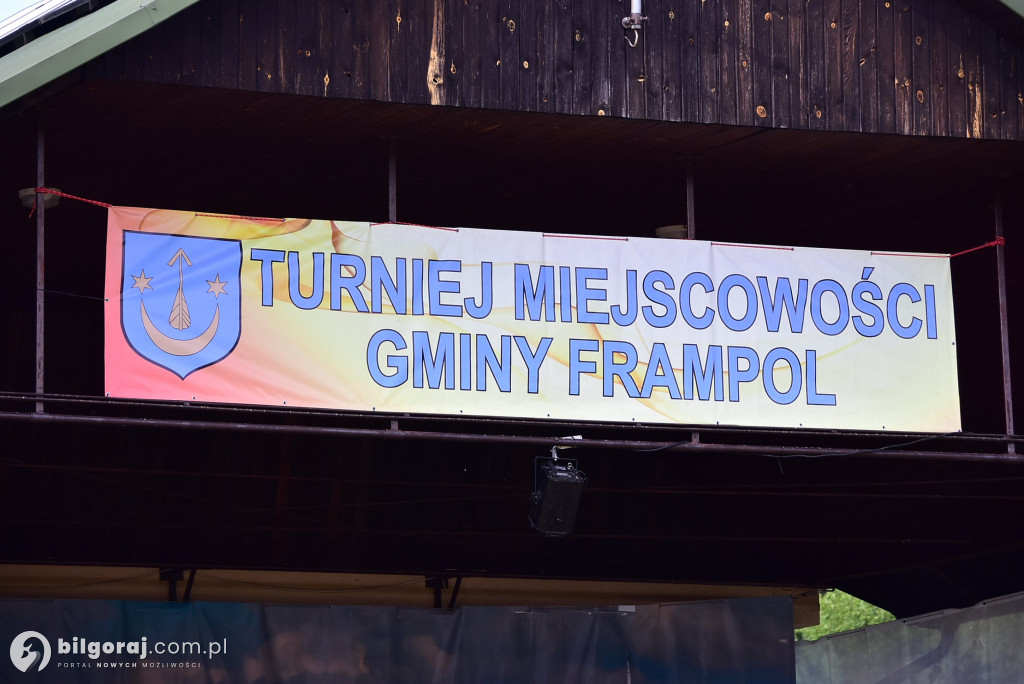 TURNIEJ MIEJSCOWOŚCI
GMINY FRAMPOL
bilgoraj.com.pl
PORTAL NOWYCH MOŻLIWOŚCI